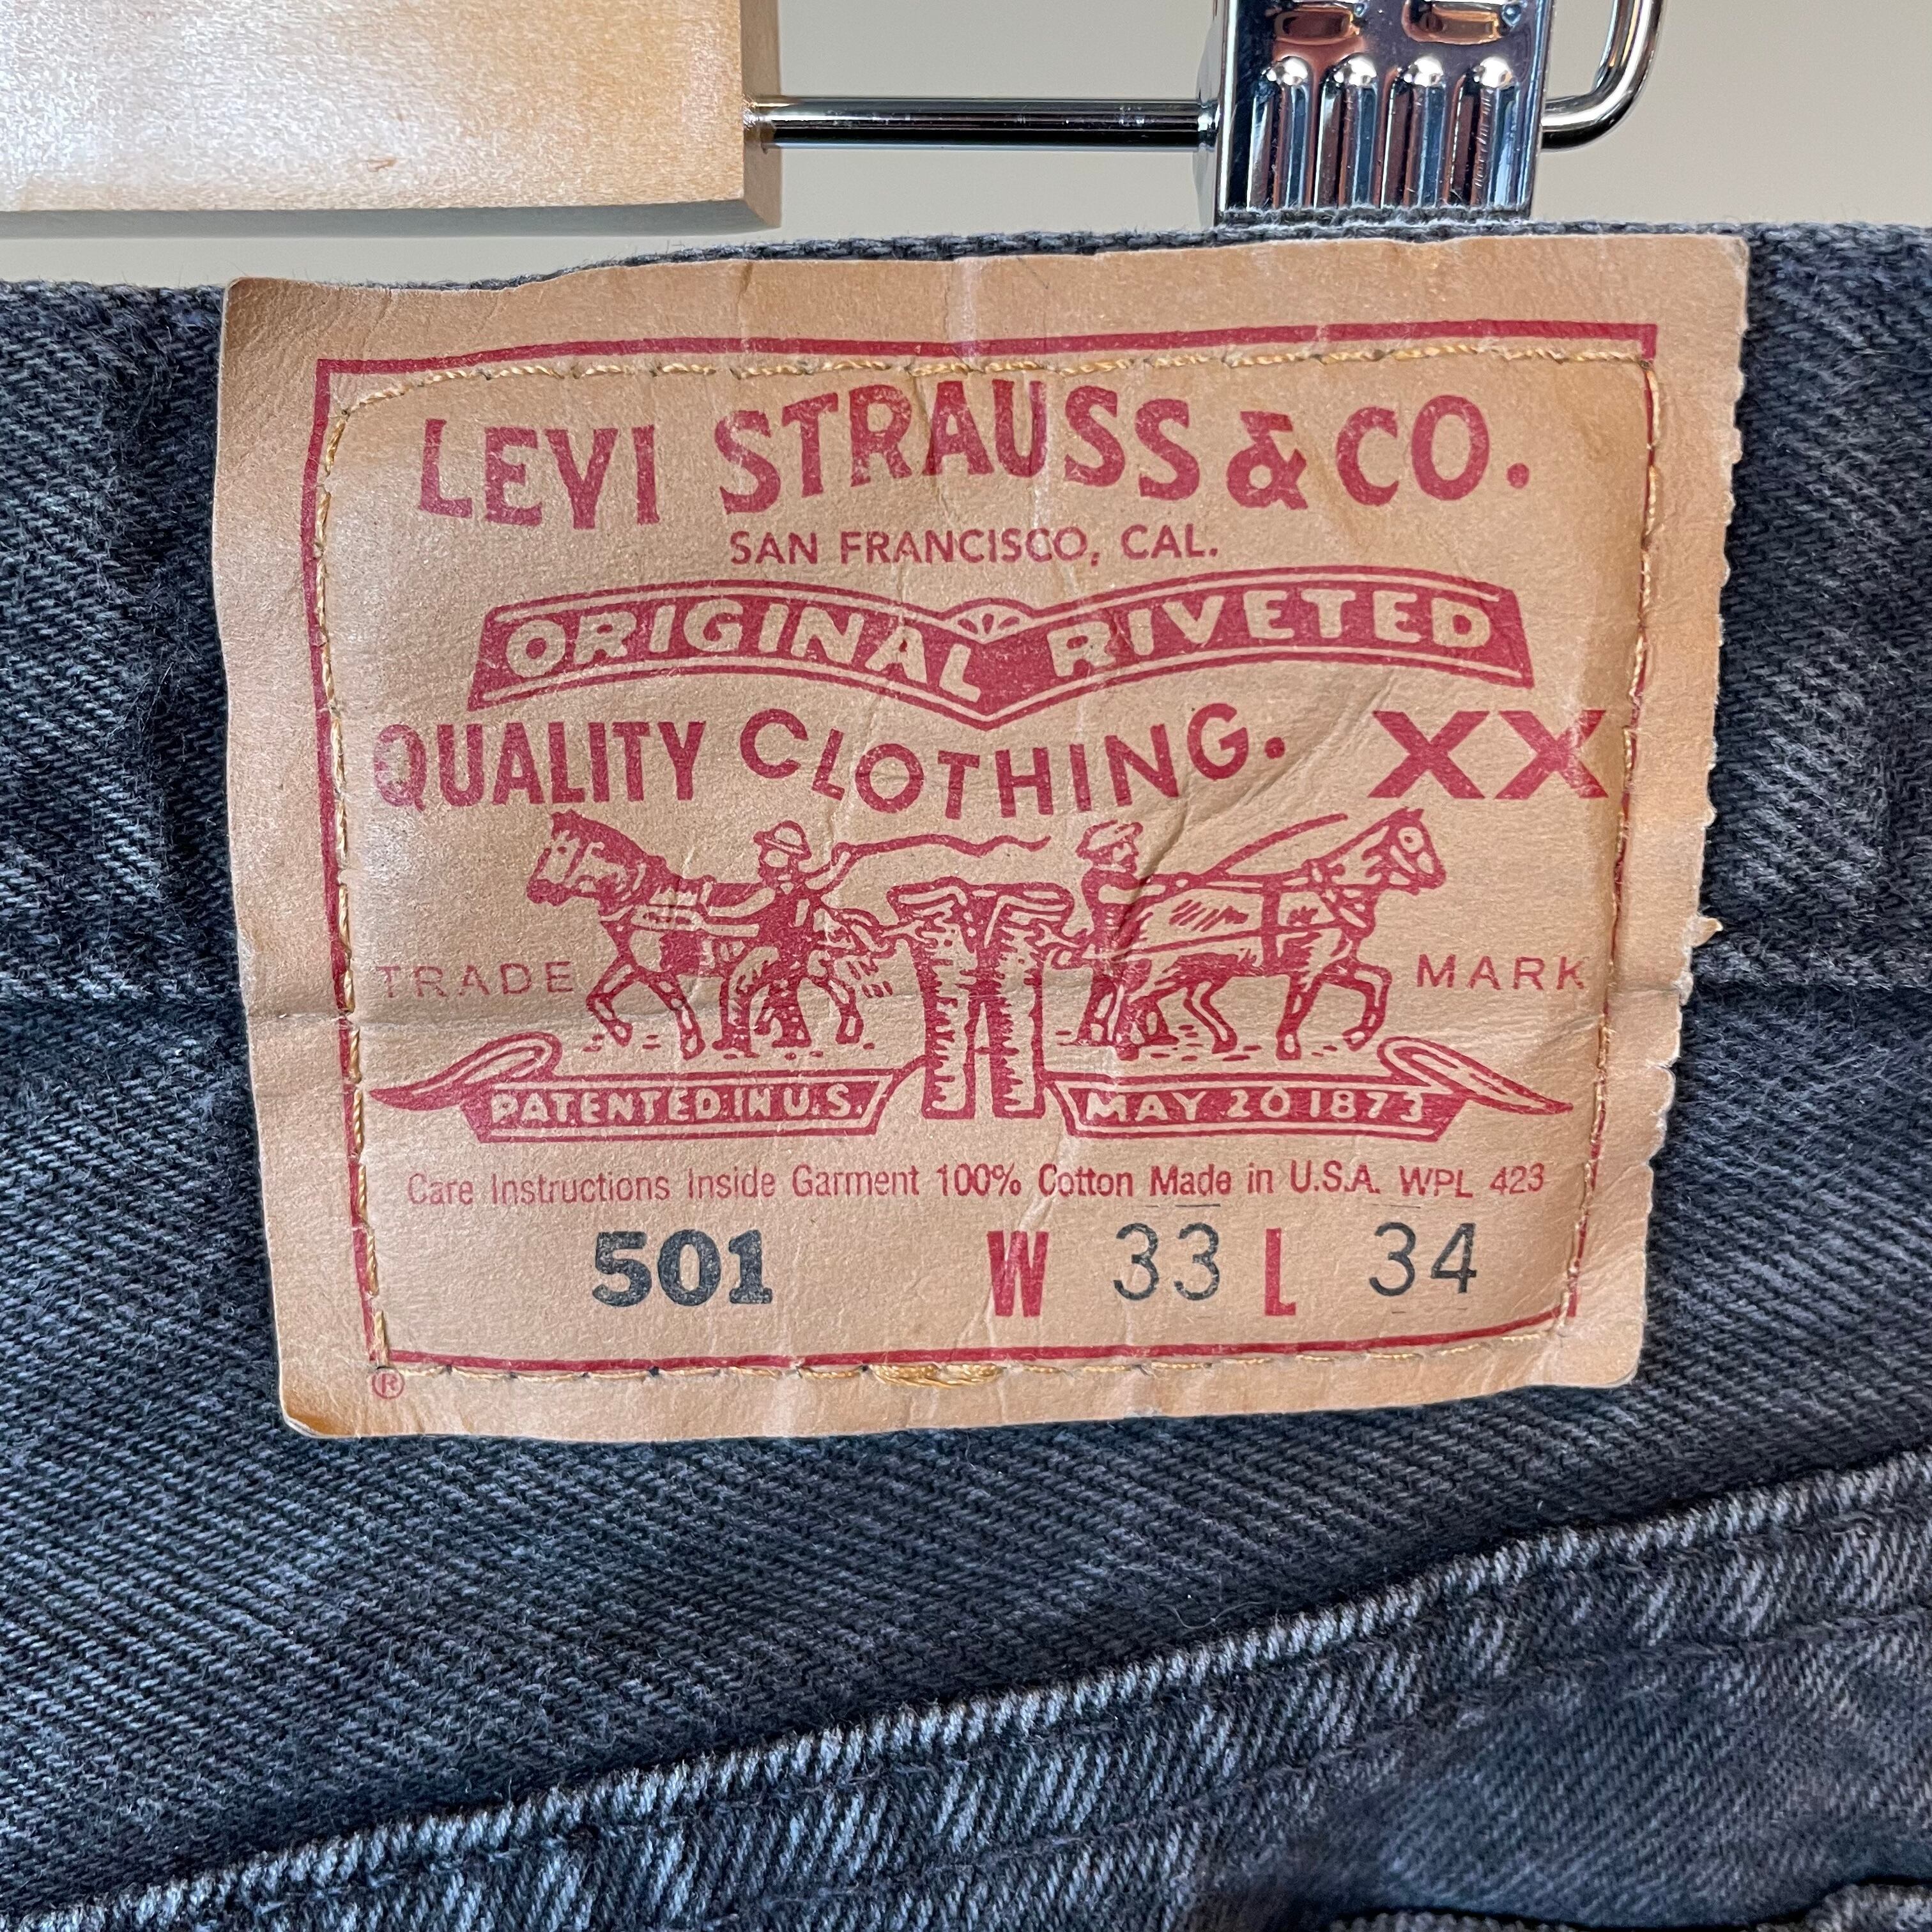 LEVI STRAUSS & CO.
SAN FRANCISCO, CAL.
ORIGINAL RIVETED
QUALITY CLOTHING. XX
TRADE MARK
PATENTED IN U.S. MAY 20 1873
Care Instructions Inside Garment 100% Cotton Made in U.S.A. WPL 423
501 W 33 L 34
®